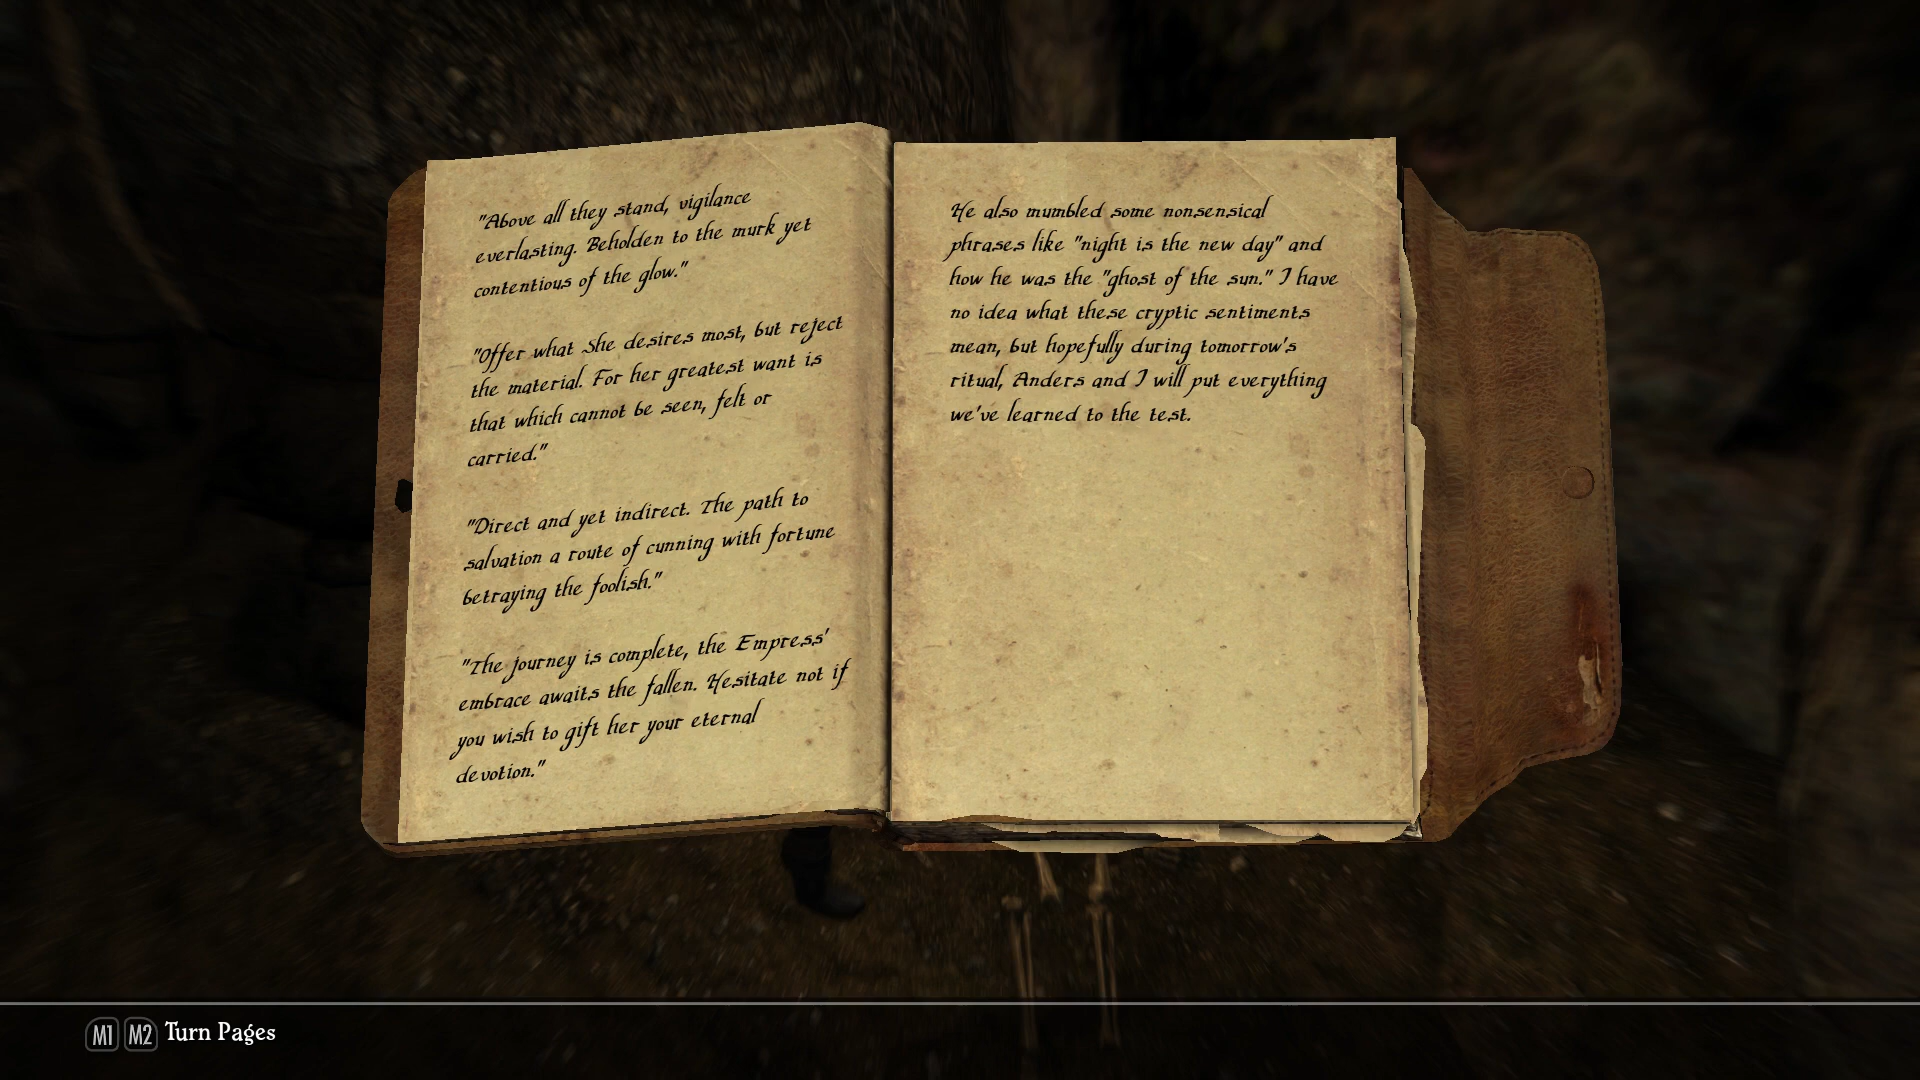 "Above all they stand, vigilance
everlasting. Beholden to the murk yet
contentious of the glow."
"Offer what She desires most, but reject
the material. For her greatest want is
that which cannot be seen, felt or
carried."
"Direct and yet indirect. The path to
salvation a route of cunning with fortune
betraying the foolish."
"The journey is complete, the Empress'
embrace awaits the fallen. Hesitate not if
you wish to gift her your eternal
devotion."
He also mumbled some nonsensical
phrases like "night is the new day" and
how he was the "ghost of the sun." I have
no idea what these cryptic sentiments
mean, but hopefully during tomorrow's
ritual, Anders and I will put everything
we've learned to the test.
M1 M2 Turn Pages